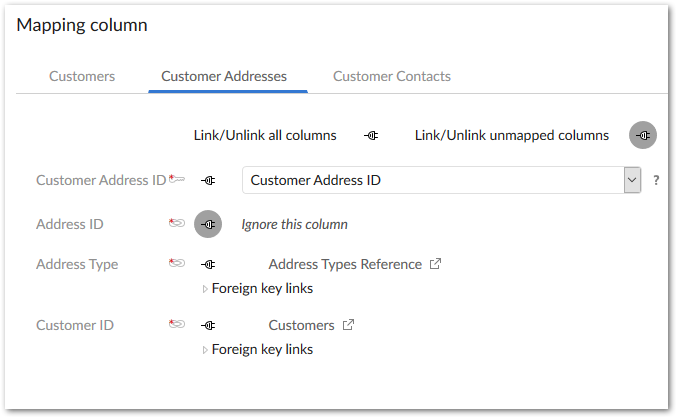 Mapping column
Customers Customer Addresses Customer Contacts
Link/Unlink all columns Link/Unlink unmapped columns
Customer Address ID Customer Address ID ?
Address ID Ignore this column
Address Type Address Types Reference
Foreign key links
Customer ID Customers
Foreign key links